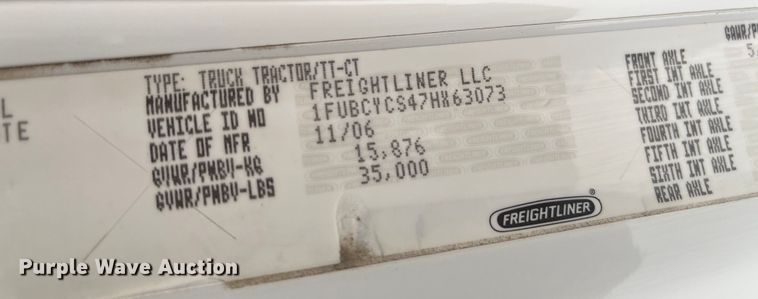 L
TE
TYPE: TRUCK TRACTOR/TT-CT
MANUFACTURED BY FREIGHTLINER LLC
VEHICLE ID NO 1FUBCYCS47HX63073
DATE OF MFR 11/06
GVWR/PNBV-KG 15,876
GVWR/PNBV-LBS 35,000
GAWR/P
5
FRONT AXLE
FIRST INT AXLE
SECOND INT AXLE
THIRD INT AXLE
FOURTH INT AXLE
FIFTH INT AXLE
SIXTH INT AXLE
REAR AXLE
FREIGHTLINER®
Purple Wave Auction